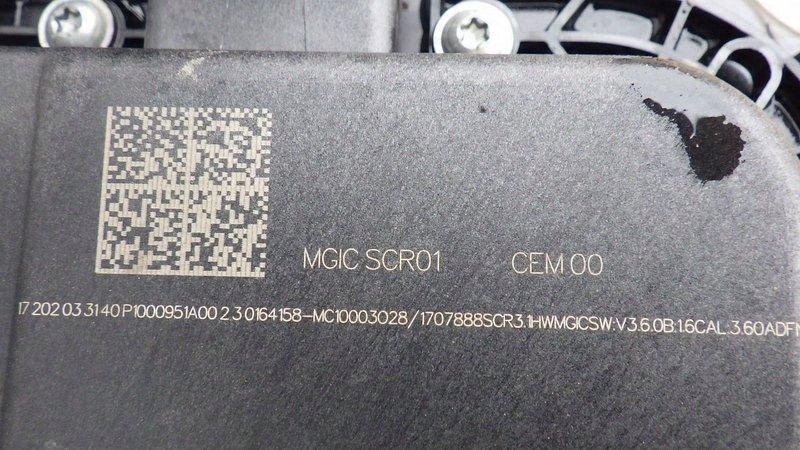 MGIC SCR01 CEM 00
17 202 03 3140 P1000951A00 2.3 0164158-MC10003028/1707888SCR3.1HWMGICSW:V3.6.0B:1.6CAL:3.60ADF